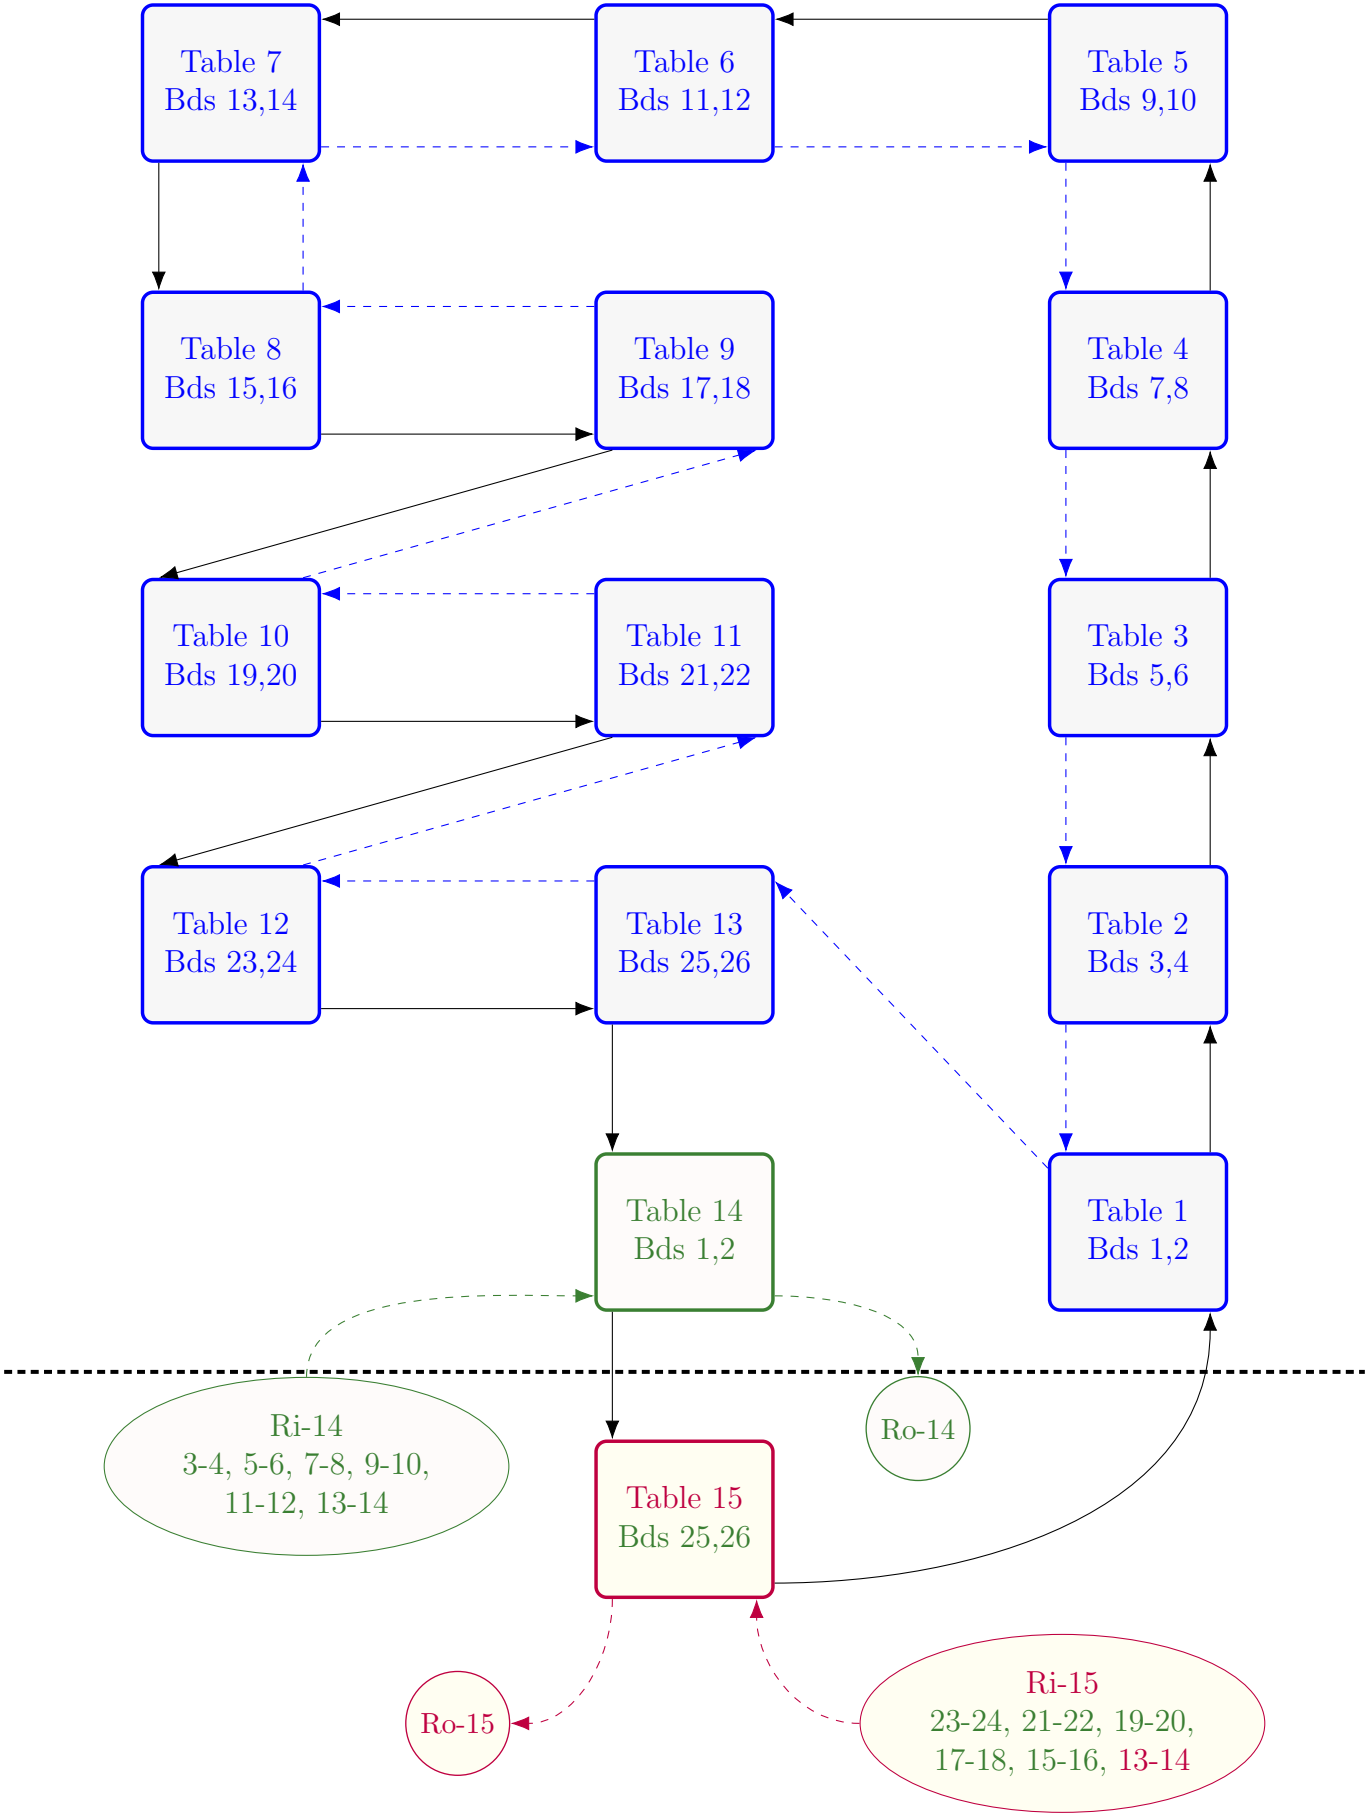 Table 7
Bds 13,14
Table 6
Bds 11,12
Table 5
Bds 9,10
Table 8
Bds 15,16
Table 9
Bds 17,18
Table 4
Bds 7,8
Table 10
Bds 19,20
Table 11
Bds 21,22
Table 3
Bds 5,6
Table 12
Bds 23,24
Table 13
Bds 25,26
Table 2
Bds 3,4
Table 14
Bds 1,2
Table 1
Bds 1,2
Ri-14
3-4, 5-6, 7-8, 9-10,
11-12, 13-14
Ro-14
Table 15
Bds 25,26
Ro-15
Ri-15
23-24, 21-22, 19-20,
17-18, 15-16, 13-14